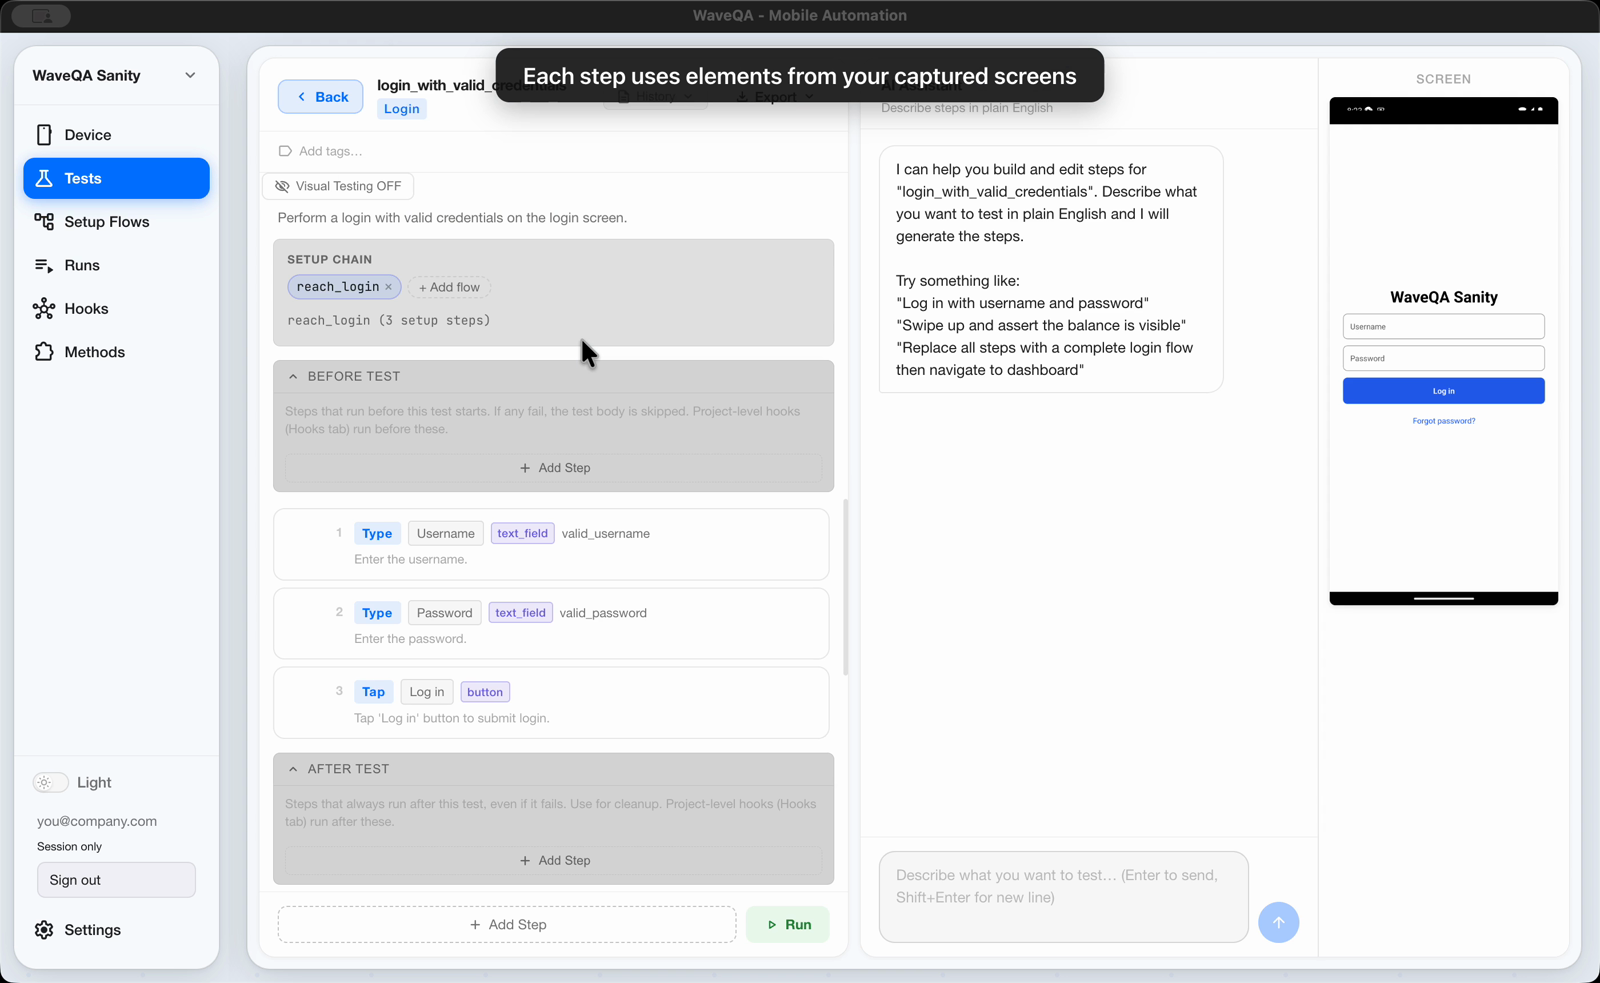 WaveQA - Mobile Automation
Each step uses elements from your captured screens
WaveQA Sanity
Device
Tests
Setup Flows
Runs
Hooks
Methods
Light
you@company.com
Session only
Sign out
Settings
Back
login_with_valid_credentials
Login
History
Export
Add tags...
Visual Testing OFF
Perform a login with valid credentials on the login screen.
SETUP CHAIN
reach_login ×
+ Add flow
reach_login (3 setup steps)
BEFORE TEST
Steps that run before this test starts. If any fail, the test body is skipped. Project-level hooks
(Hooks tab) run before these.
+ Add Step
1 Type Username text_field valid_username
Enter the username.
2 Type Password text_field valid_password
Enter the password.
3 Tap Log in button
Tap 'Log in' button to submit login.
AFTER TEST
Steps that always run after this test, even if it fails. Use for cleanup. Project-level hooks (Hooks
tab) run after these.
+ Add Step
+ Add Step
Run
AI Assistant
Describe steps in plain English
I can help you build and edit steps for
"login_with_valid_credentials". Describe what
you want to test in plain English and I will
generate the steps.
Try something like:
"Log in with username and password"
"Swipe up and assert the balance is visible"
"Replace all steps with a complete login flow
then navigate to dashboard"
Describe what you want to test... (Enter to send,
Shift+Enter for new line)
SCREEN
WaveQA Sanity
Username
Password
Log in
Forgot password?